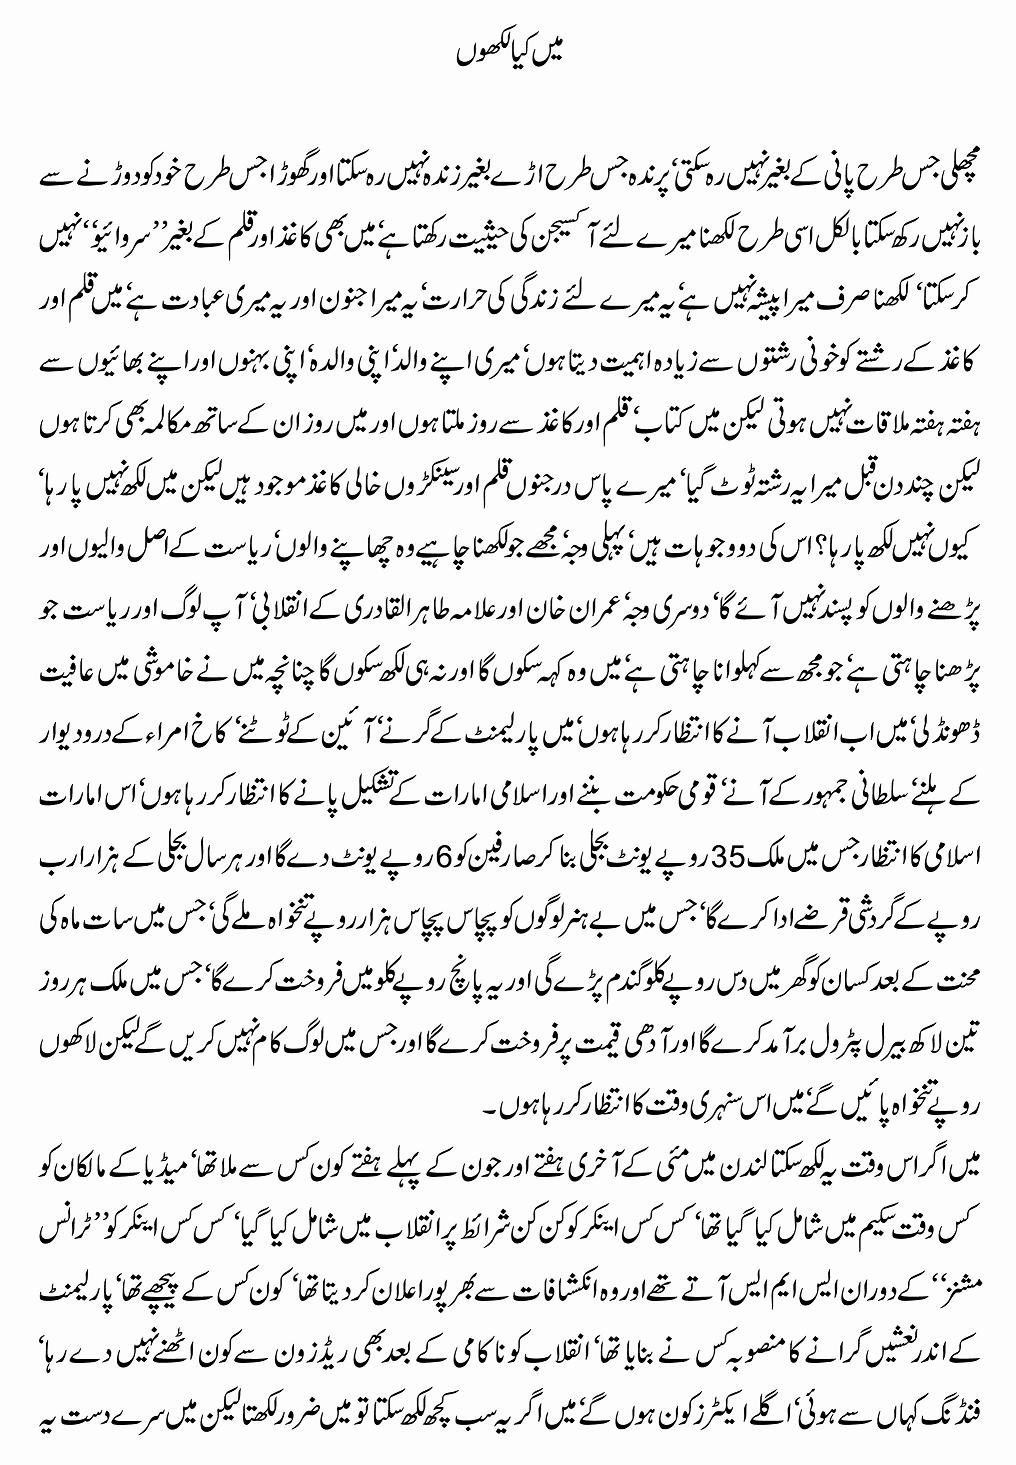 میں کیا لکھوں
مچھلی جس طرح پانی کے بغیر نہیں رہ سکتی‘ پرندہ جس طرح اڑے بغیر زندہ نہیں رہ سکتا اور گھوڑا جس طرح خود کو دوڑنے سے
باز نہیں رکھ سکتا بالکل اسی طرح لکھنا میرے لئے آکسیجن کی حیثیت رکھتا ہے‘ میں بھی کاغذ اور قلم کے بغیر ’’سروائیو‘‘ نہیں
کر سکتا‘ لکھنا صرف میرا پیشہ نہیں ہے‘ یہ میرے لئے زندگی کی حرارت‘ یہ میرا جنون اور یہ میری عبادت ہے‘ میں قلم اور
کاغذ کے رشتے کو خونی رشتوں سے زیادہ اہمیت دیتا ہوں‘ میری اپنے والد‘ اپنی والدہ‘ اپنی بہنوں اور اپنے بھائیوں سے
ہفتہ ہفتہ ملاقات نہیں ہوتی لیکن میں کتاب‘ قلم اور کاغذ سے روز ملتا ہوں اور میں روز ان کے ساتھ مکالمہ بھی کرتا ہوں
لیکن چند دن قبل میرا یہ رشتہ ٹوٹ گیا‘ میرے پاس درجنوں قلم اور سینکڑوں خالی کاغذ موجود ہیں لیکن میں لکھ نہیں پا رہا‘
کیوں نہیں لکھ پا رہا؟ اس کی دو وجوہات ہیں‘ پہلی وجہ‘ مجھے جو لکھنا چاہیے وہ چھاپنے والوں‘ ریاست کے اصل والیوں اور
پڑھنے والوں کو پسند نہیں آئے گا‘ دوسری وجہ‘ عمران خان اور علامہ طاہر القادری کے انقلابی‘ آپ لوگ اور ریاست جو
پڑھنا چاہتی ہے‘ جو مجھ سے کہلوانا چاہتی ہے‘ میں وہ کہہ سکوں گا اور نہ ہی لکھ سکوں گا چنانچہ میں نے خاموشی میں عافیت
ڈھونڈ لی‘ میں اب انقلاب آنے کا انتظار کر رہا ہوں‘ میں پارلیمنٹ کے گرنے‘ آئین کے ٹوٹنے‘ کاخ امراء کے در و دیوار
کے ہلنے‘ سلطانی جمہور کے آنے‘ قومی حکومت بننے اور اسلامی امارات کے تشکیل پانے کا انتظار کر رہا ہوں‘ اس امارات
اسلامی کا انتظار جس میں ملک 35 روپے یونٹ بجلی بنا کر صارفین کو 6 روپے یونٹ دے گا اور ہر سال بجلی کے ہزار ارب
روپے کے گردشی قرضے ادا کرے گا‘ جس میں بے ہنر لوگوں کو پچاس پچاس ہزار روپے تنخواہ ملے گی‘ جس میں سات ماہ کی
محنت کے بعد کسان کو گھر میں دس روپے کلو گندم پڑے گی اور یہ پانچ روپے کلو میں فروخت کرے گا‘ جس میں ملک ہر روز
تین لاکھ بیرل پٹرول برآمد کرے گا اور آدھی قیمت پر فروخت کرے گا اور جس میں لوگ کام نہیں کریں گے لیکن لاکھوں
روپے تنخواہ پائیں گے‘ میں اس سنہری وقت کا انتظار کر رہا ہوں۔
میں اگر اس وقت یہ لکھ سکتا لندن میں مئی کے آخری ہفتے اور جون کے پہلے ہفتے کون کس سے ملا تھا‘ میڈیا کے مالکان کو
کس وقت سکیم میں شامل کیا گیا تھا‘ کس کس اینکر کو کن کن شرائط پر انقلاب میں شامل کیا گیا‘ کس کس اینکر کو ’’ٹرانس
مشنز‘‘ کے دوران ایس ایم ایس آتے تھے اور وہ انکشافات سے بھرپور اعلان کر دیتا تھا‘ کون کس کے پیچھے تھا‘ پارلیمنٹ
کے اندر نعشیں گرانے کا منصوبہ کس نے بنایا تھا‘ انقلاب کو ناکامی کے بعد بھی ریڈزون سے کون اٹھنے نہیں دے رہا‘
فنڈنگ کہاں سے ہوئی‘ اگلے ایکٹرز کون ہوں گے‘ میں اگر یہ سب کچھ لکھ سکتا تو میں ضرور لکھتا لیکن میں سرے دست یہ